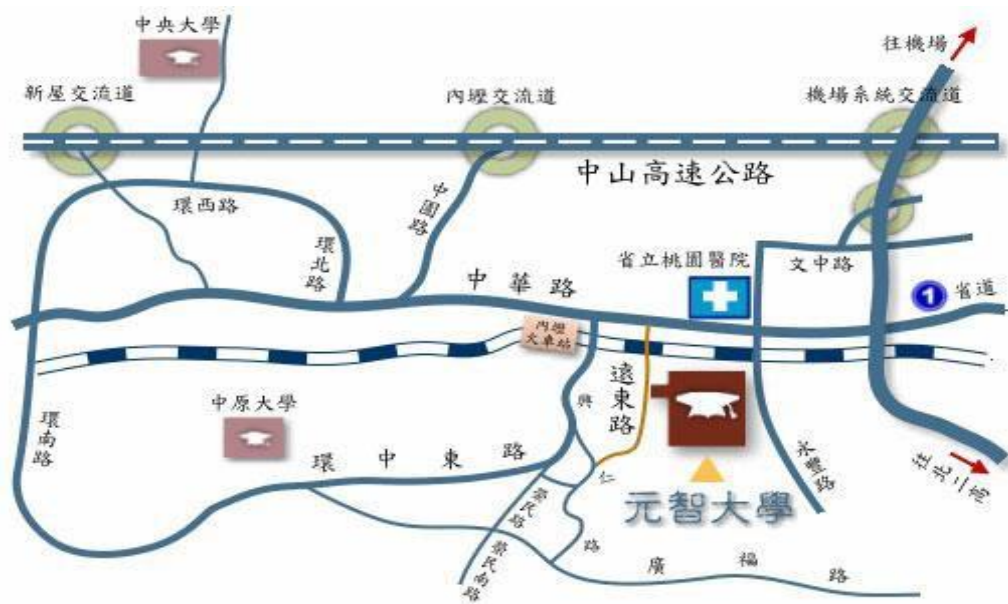 中央大學
往機場
新屋交流道
內壢交流道
機場系統交流道
中山高速公路
環西路
中園路
環北路
省立桃園醫院
文中路
中華路
1
省道
內壢
火車站
遠東路
興
仁
路
中原大學
環南路
環中東路
永豐路
往北二高
元智大學
榮民路
榮民南路
廣福路